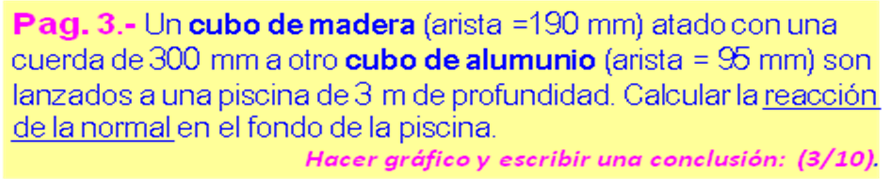 Pag. 3.- Un cubo de madera (arista =190 mm) atado con una
cuerda de 300 mm a otro cubo de alumunio (arista = 95 mm) son
lanzados a una piscina de 3 m de profundidad. Calcular la reacción
de la normal en el fondo de la piscina.
Hacer gráfico y escribir una conclusión: (3/10).